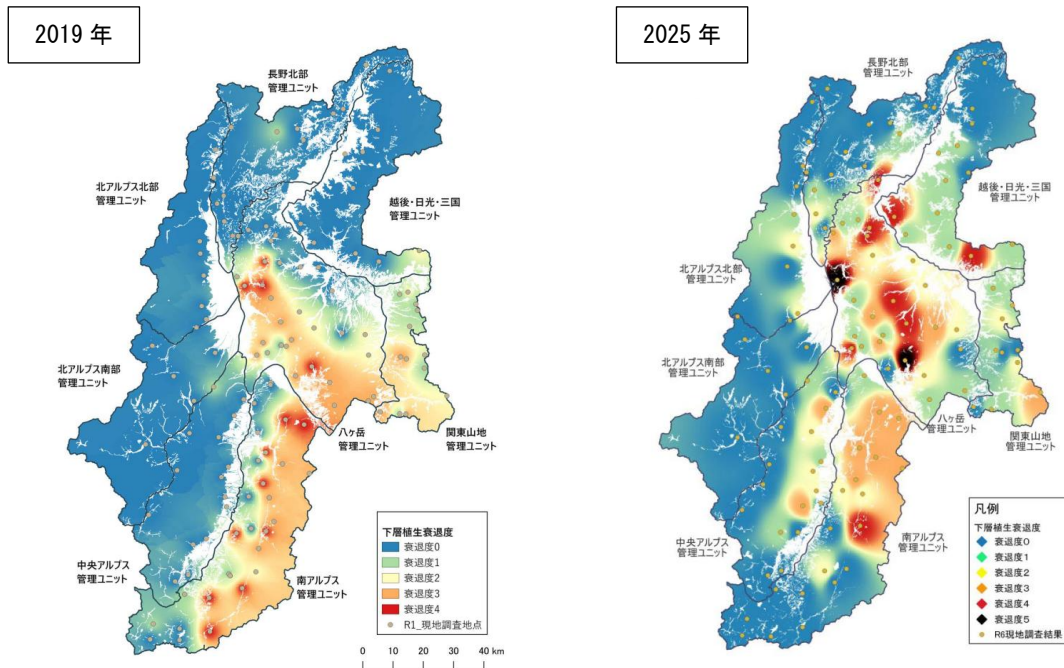 2019 年
長野北部
管理ユニット
北アルプス北部
管理ユニット
越後・日光・三国
管理ユニット
北アルプス南部
管理ユニット
八ヶ岳
管理ユニット
関東山地
管理ユニット
中央アルプス
管理ユニット
南アルプス
管理ユニット
下層植生衰退度
衰退度0
衰退度1
衰退度2
衰退度3
衰退度4
R1_現地調査地点
0 10 20 30 40 km
2025 年
長野北部
管理ユニット
越後・日光・三国
管理ユニット
北アルプス北部
管理ユニット
北アルプス南部
管理ユニット
八ヶ岳
管理ユニット
関東山地
管理ユニット
中央アルプス
管理ユニット
南アルプス
管理ユニット
凡例
下層植生衰退度
衰退度0
衰退度1
衰退度2
衰退度3
衰退度4
衰退度5
R6現地調査結果